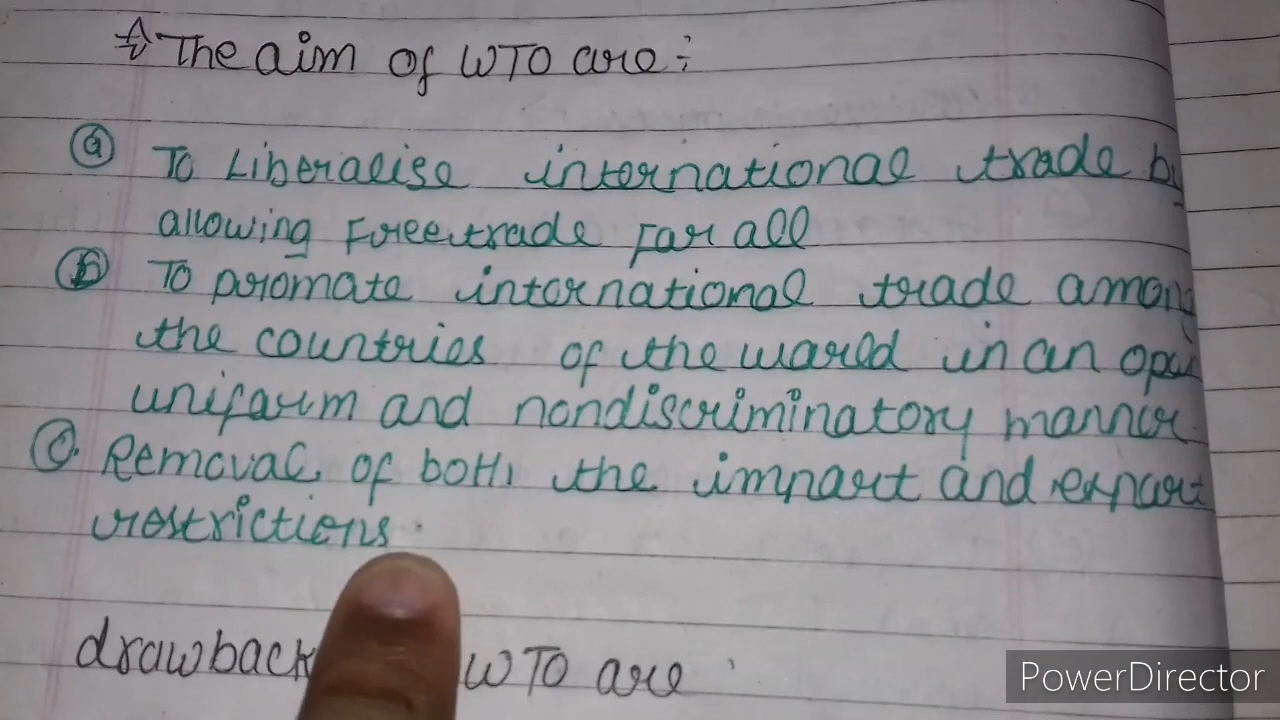 The aim of WTO are :
(a) To Liberalise international trade by
allowing Free trade For all
(b) To promote international trade among
the countries of the world in an open
uniform and nondiscriminatory manner.
(c) Removal of both the import and export
restrictions.
drawback WTO are
PowerDirector